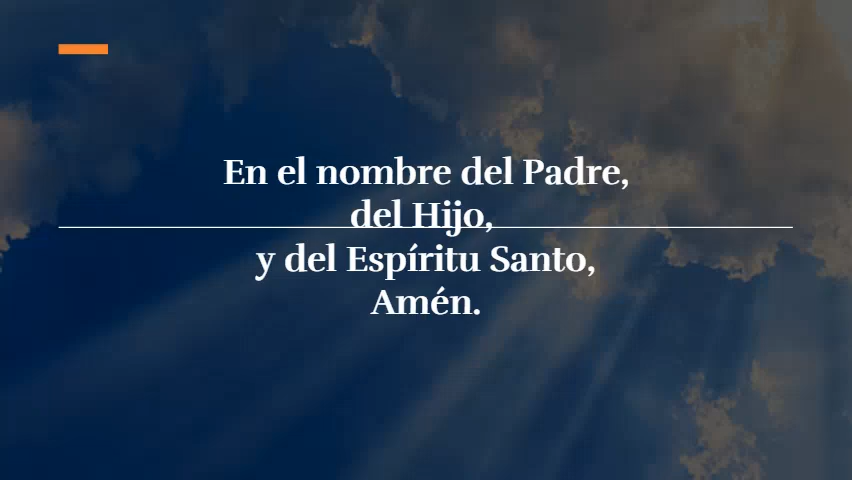 En el nombre del Padre,
del Hijo,
y del Espíritu Santo,
Amén.